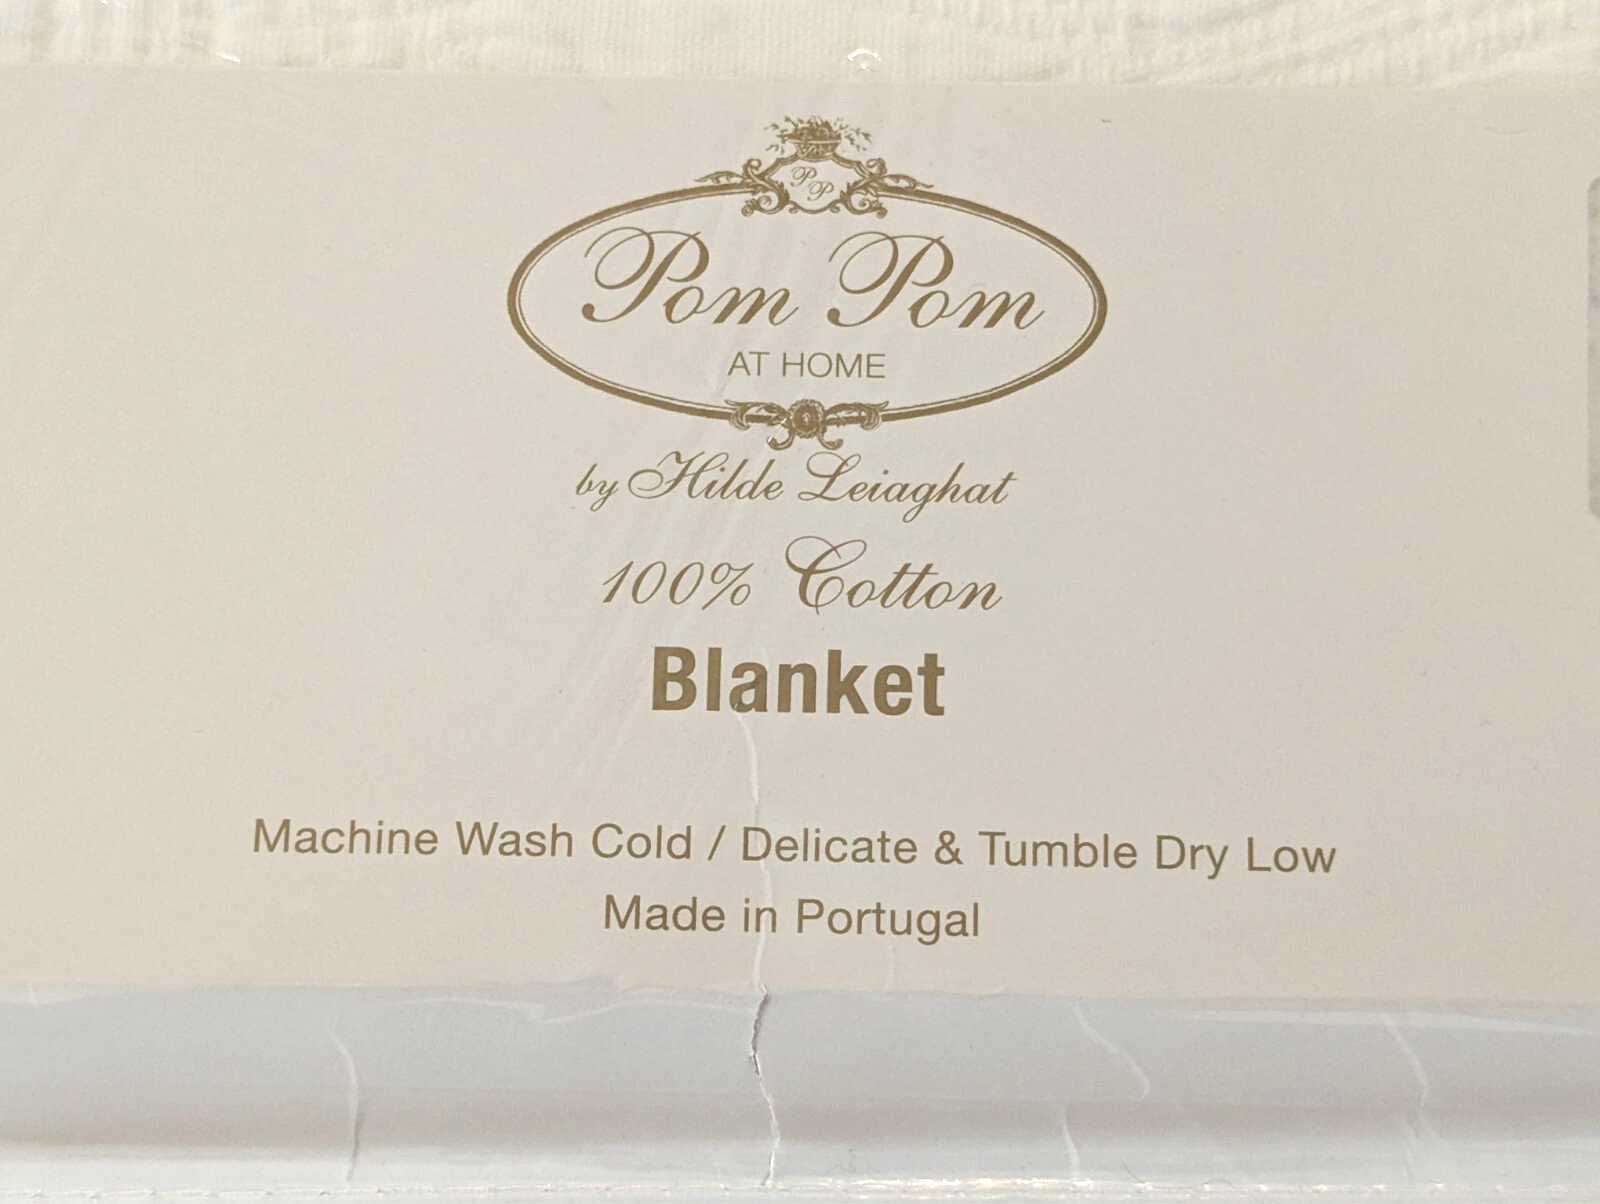 P P
Pom Pom
AT HOME
by Hilde Leiaghat
100% Cotton
Blanket
Machine Wash Cold / Delicate & Tumble Dry Low
Made in Portugal